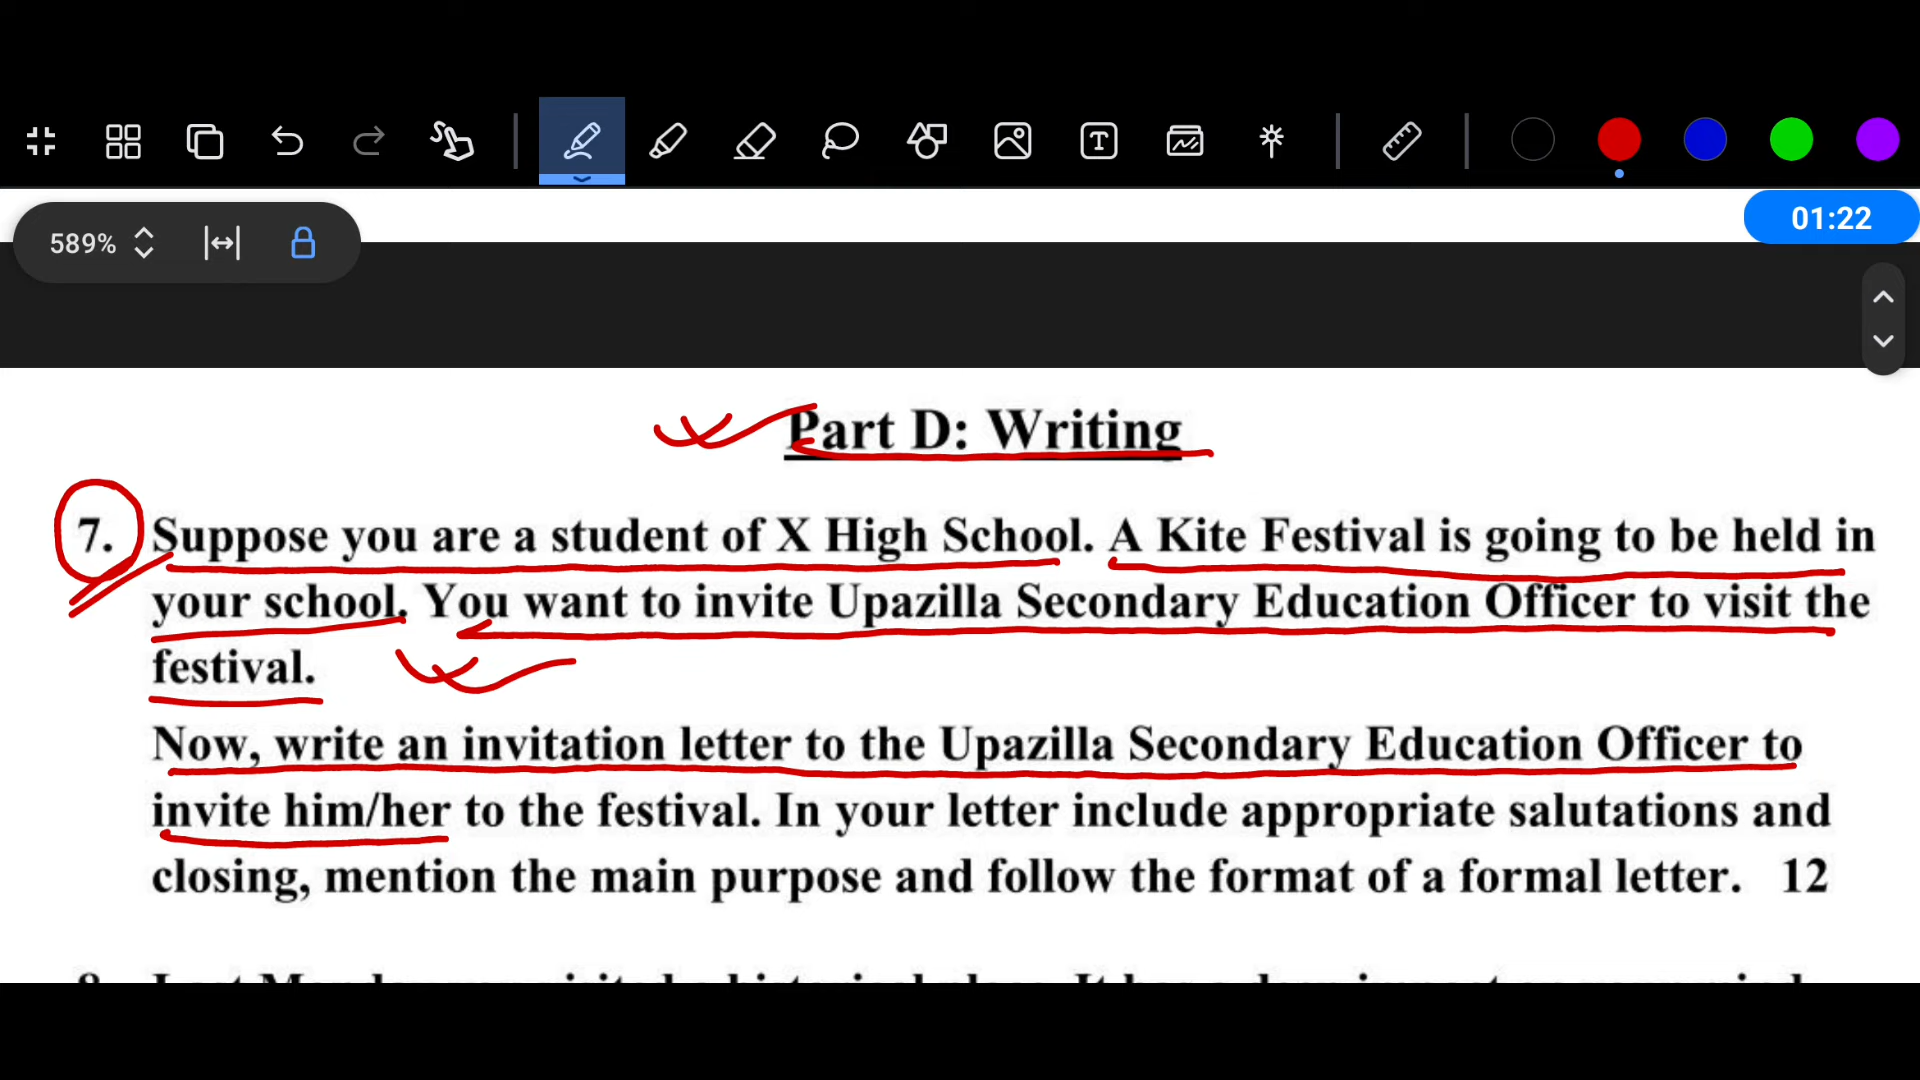 589%
01:22
Part D: Writing
7. Suppose you are a student of X High School. A Kite Festival is going to be held in
your school. You want to invite Upazilla Secondary Education Officer to visit the
festival.
Now, write an invitation letter to the Upazilla Secondary Education Officer to
invite him/her to the festival. In your letter include appropriate salutations and
closing, mention the main purpose and follow the format of a formal letter. 12